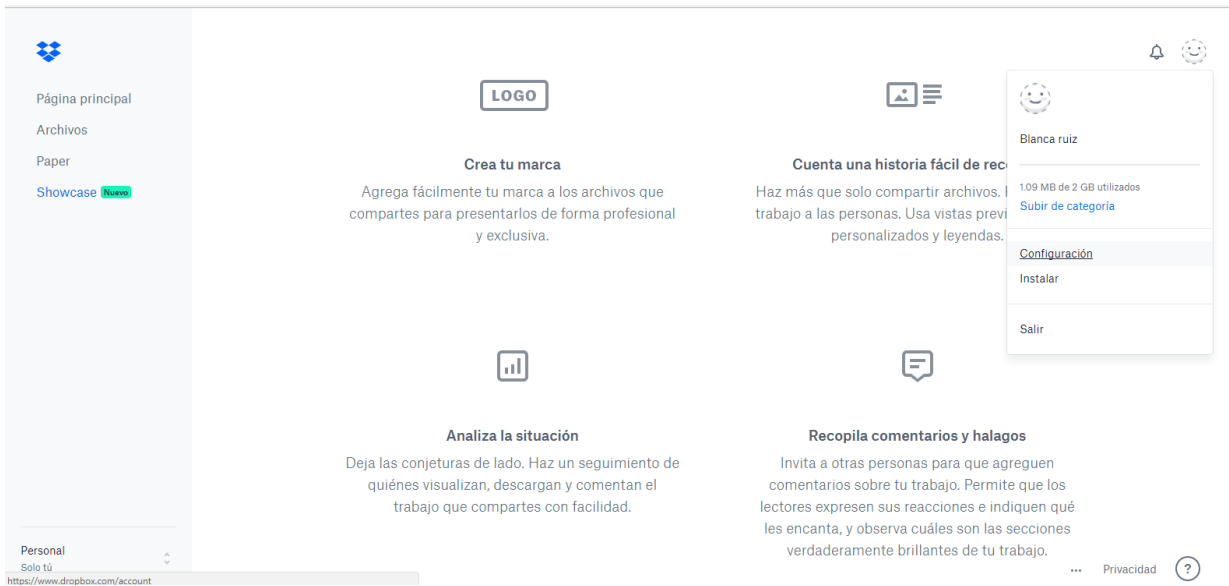 Página principal
Archivos
Paper
Showcase Nuevo
LOGO
Crea tu marca
Agrega fácilmente tu marca a los archivos que
compartes para presentarlos de forma profesional
y exclusiva.
Cuenta una historia fácil de
Haz más que solo compartir archivos.
trabajo a las personas. Usa vistas
personalizados y leyendas.
Blanca ruiz
1.09 MB de 2 GB utilizados
Subir de categoría
Configuración
Instalar
Salir
Analiza la situación
Deja las conjeturas de lado. Haz un seguimiento de
quiénes visualizan, descargan y comentan el
trabajo que compartes con facilidad.
Recopila comentarios y halagos
Invita a otras personas para que agreguen
comentarios sobre tu trabajo. Permite que los
lectores expresen sus reacciones e indiquen qué
les encanta, y observa cuáles son las secciones
verdaderamente brillantes de tu trabajo.
Personal
Solo tú
https://www.dropbox.com/account
... Privacidad ?